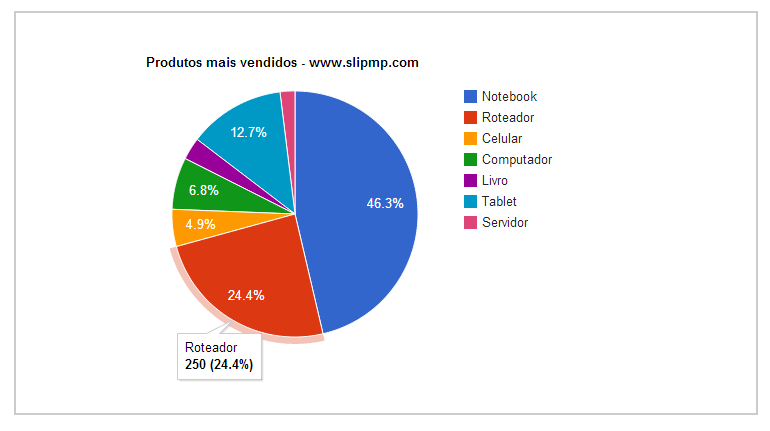 Produtos mais vendidos - www.slipmp.com
Notebook
Roteador
Celular
Computador
Livro
Tablet
Servidor
12.7%
6.8%
46.3%
4.9%
24.4%
Roteador
250 (24.4%)